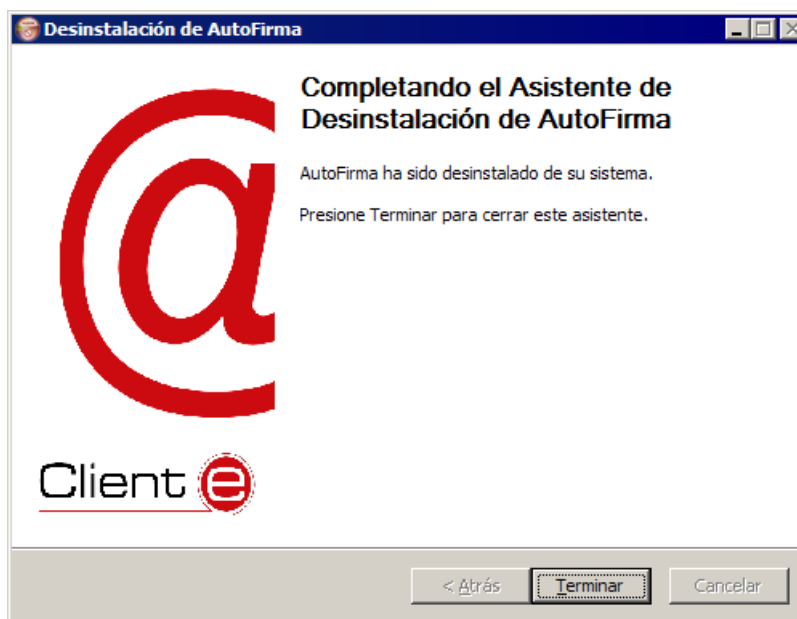 Desinstalación de AutoFirma
Completando el Asistente de
Desinstalación de AutoFirma
AutoFirma ha sido desinstalado de su sistema.
Presione Terminar para cerrar este asistente.
@
Client e
< Atrás
Terminar
Cancelar